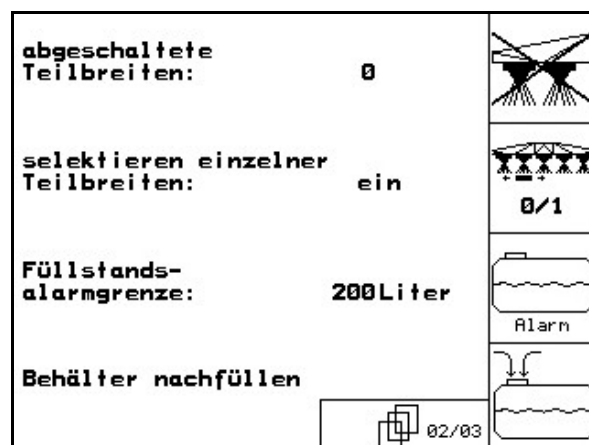 abgeschaltete
Teilbreiten: 0
selektieren einzelner
Teilbreiten: ein
0/1
Füllstands-
alarmgrenze: 200Liter
Alarm
Behälter nachfüllen
02/03